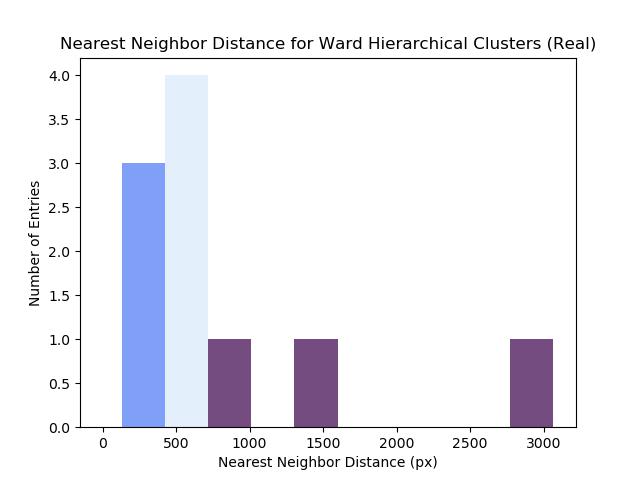 Nearest Neighbor Distance for Ward Hierarchical Clusters (Real)
4.0
3.5
3.0
2.5
2.0
1.5
1.0
0.5
0.0
Number of Entries
0 500 1000 1500 2000 2500 3000
Nearest Neighbor Distance (px)